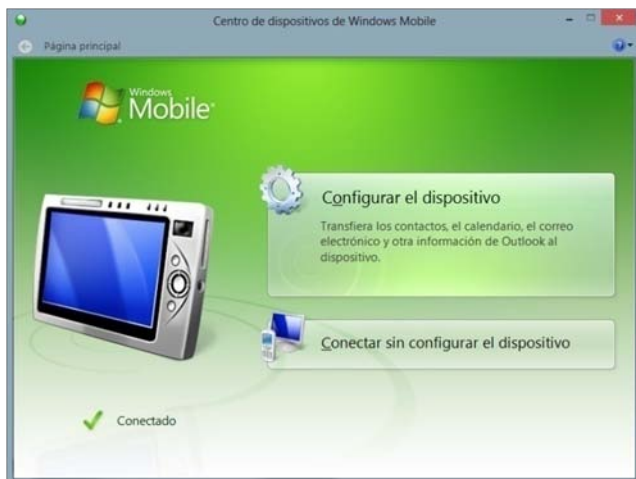 Centro de dispositivos de Windows Mobile
Página principal
Windows
Mobile
Configurar el dispositivo
Transfiera los contactos, el calendario, el correo
electrónico y otra información de Outlook al
dispositivo.
Conectar sin configurar el dispositivo
Conectado